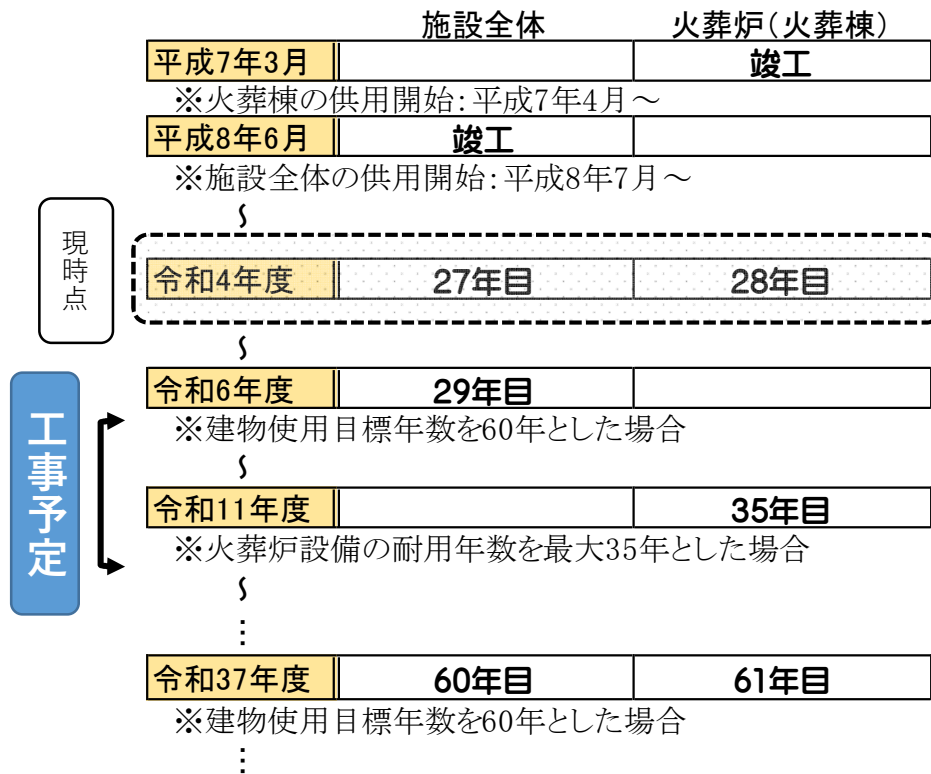 施設全体 火葬炉(火葬棟)
平成7年3月 竣工
※火葬棟の供用開始:平成7年4月~
平成8年6月 竣工
※施設全体の供用開始:平成8年7月~
~
現時点
令和4年度 27年目 28年目
~
令和6年度 29年目
※建物使用目標年数を60年とした場合
~
工事予定
令和11年度 35年目
※火葬炉設備の耐用年数を最大35年とした場合
~
…
令和37年度 60年目 61年目
※建物使用目標年数を60年とした場合
…